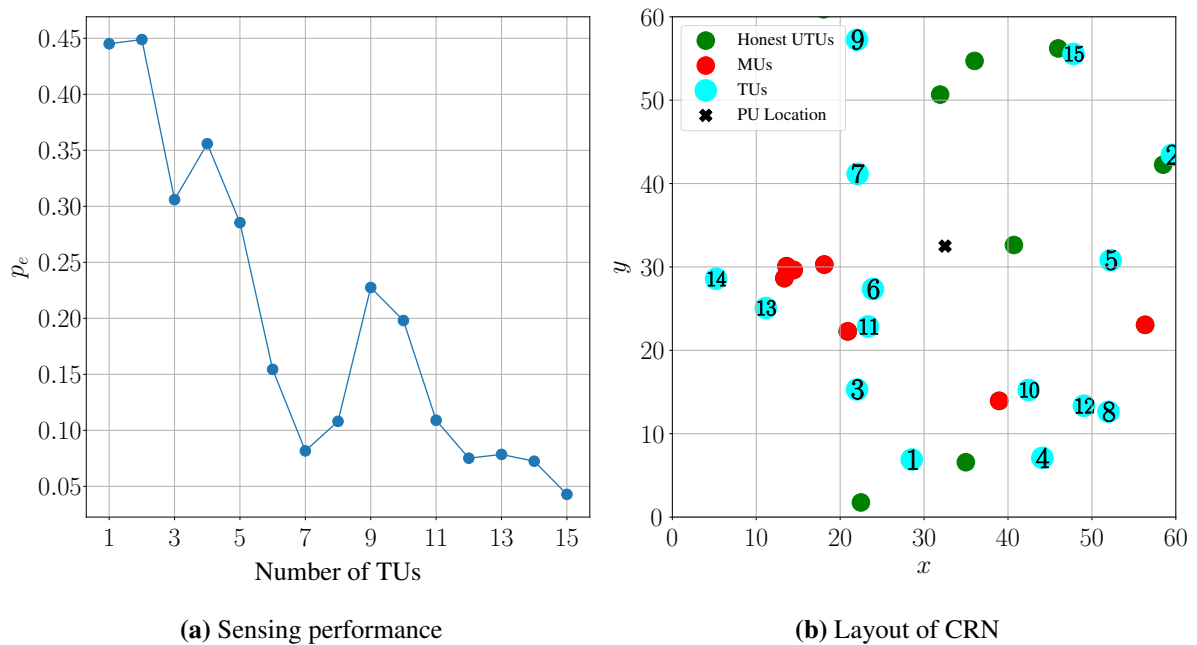 0.45
0.40
0.35
0.30
0.25
0.20
0.15
0.10
0.05
p_e
1 3 5 7 9 11 13 15
Number of TUs
(a) Sensing performance
60
50
40
30
20
10
0
y
Honest UTUs
MUs
TUs
PU Location
9
15
2
7
5
14
6
13
11
3
10
12
8
1
4
0 10 20 30 40 50 60
x
(b) Layout of CRN